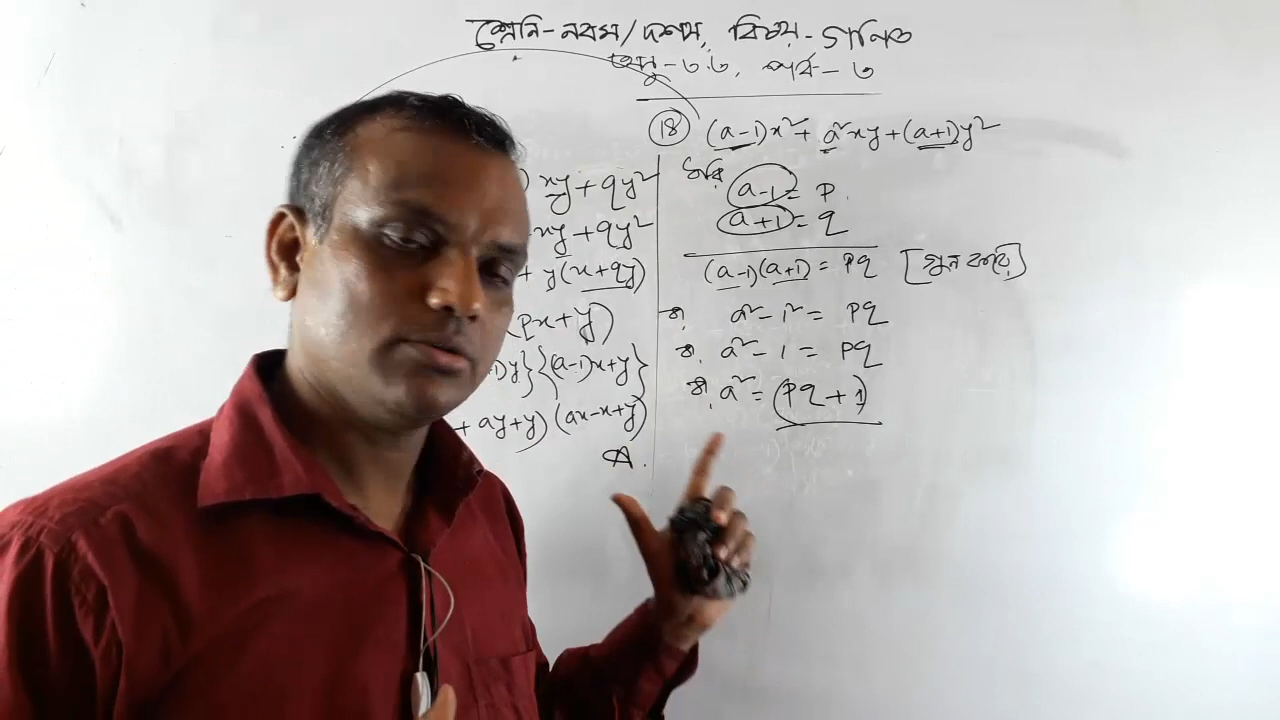 শ্রেনি-নবম/দশম, বিষয়-গণিত
অনু-৩.৩, পর্ব-৩
18 (a-1)x²+a²xy+(a+1)y²
ধরি
a-1 = p.
a+1 = q
(a-1)(a+1) = pq [গুন করে]
বা, a²-1² = pq
বা, a²-1 = pq
বা, a² = (pq+1)
xy+qy²
xy+qy²
+ y(x+qy)
(px+y)
1)y}{(a-1)x+y}
+ay+y)(ax-x+y)
A.